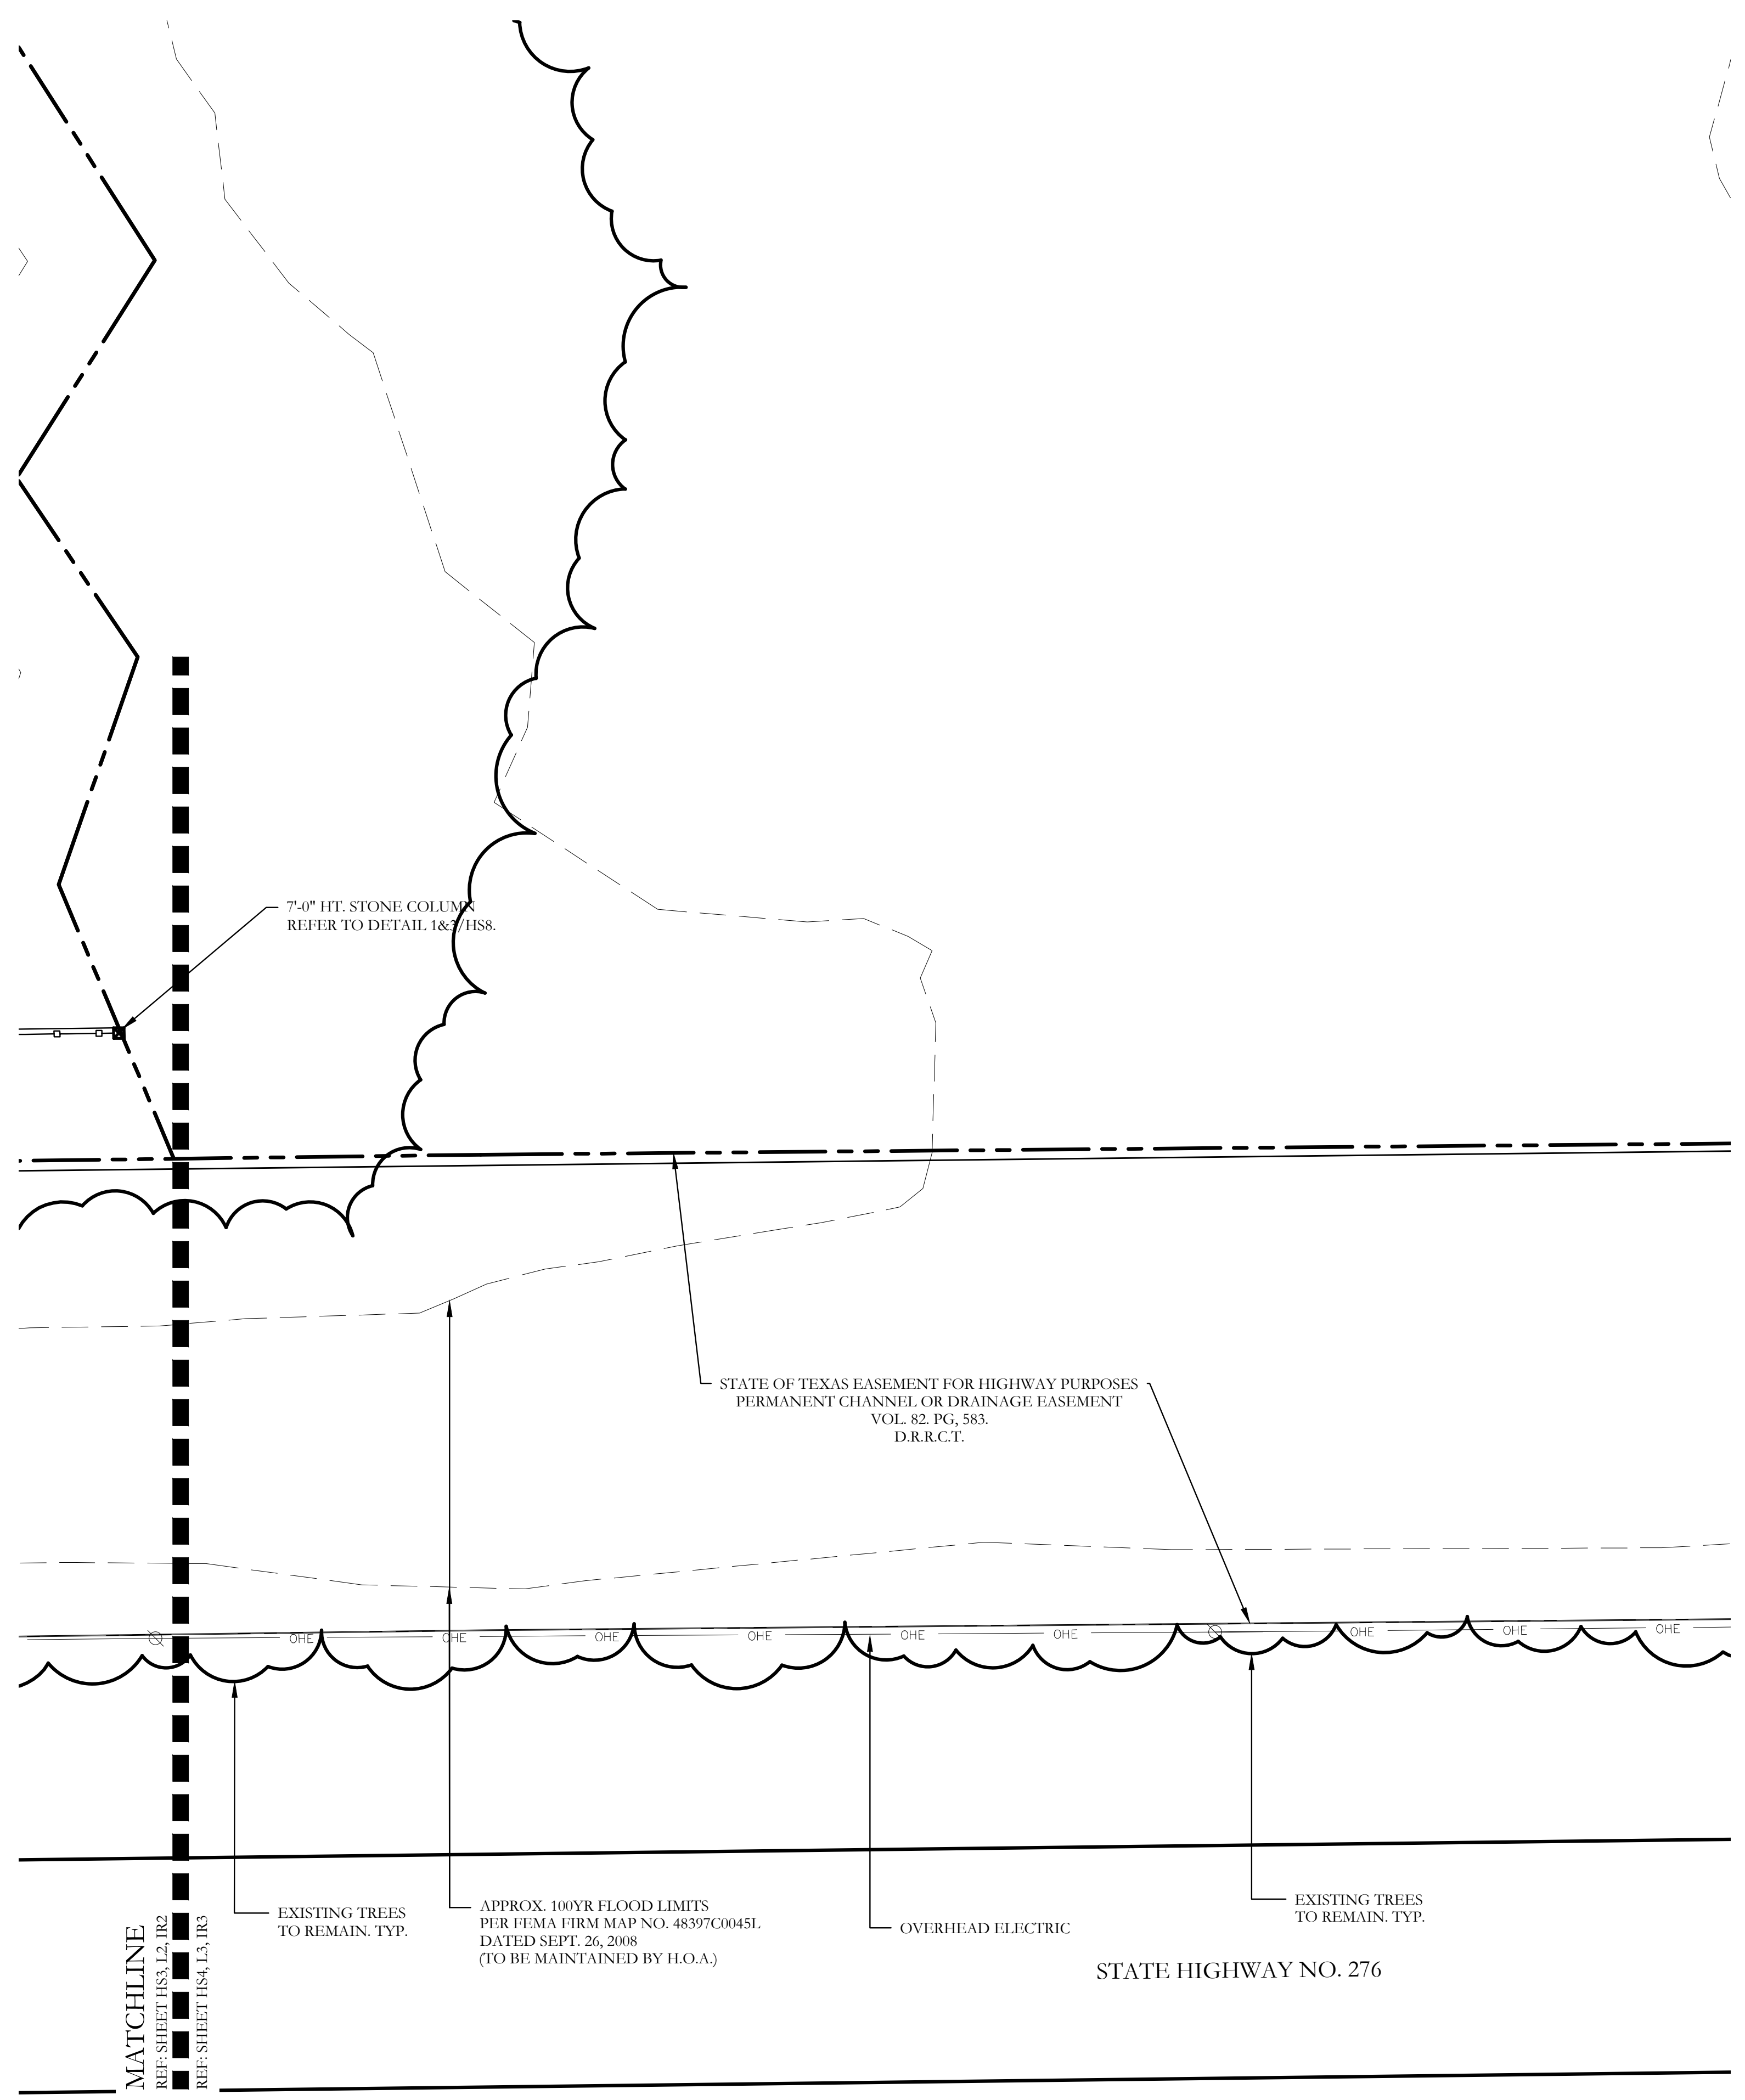 7'-0" HT. STONE COLUMN
REFER TO DETAIL 1&3/HS8.
STATE OF TEXAS EASEMENT FOR HIGHWAY PURPOSES
PERMANENT CHANNEL OR DRAINAGE EASEMENT
VOL. 82. PG, 583.
D.R.R.C.T.
OHE OHE OHE OHE OHE OHE OHE OHE OHE
EXISTING TREES
TO REMAIN. TYP.
APPROX. 100YR FLOOD LIMITS
PER FEMA FIRM MAP NO. 48397C0045L
DATED SEPT. 26, 2008
(TO BE MAINTAINED BY H.O.A.)
OVERHEAD ELECTRIC
EXISTING TREES
TO REMAIN. TYP.
STATE HIGHWAY NO. 276
MATCHLINE
REF: SHEET HS3, L2, IR2
REF: SHEET HS4, L3, IR3